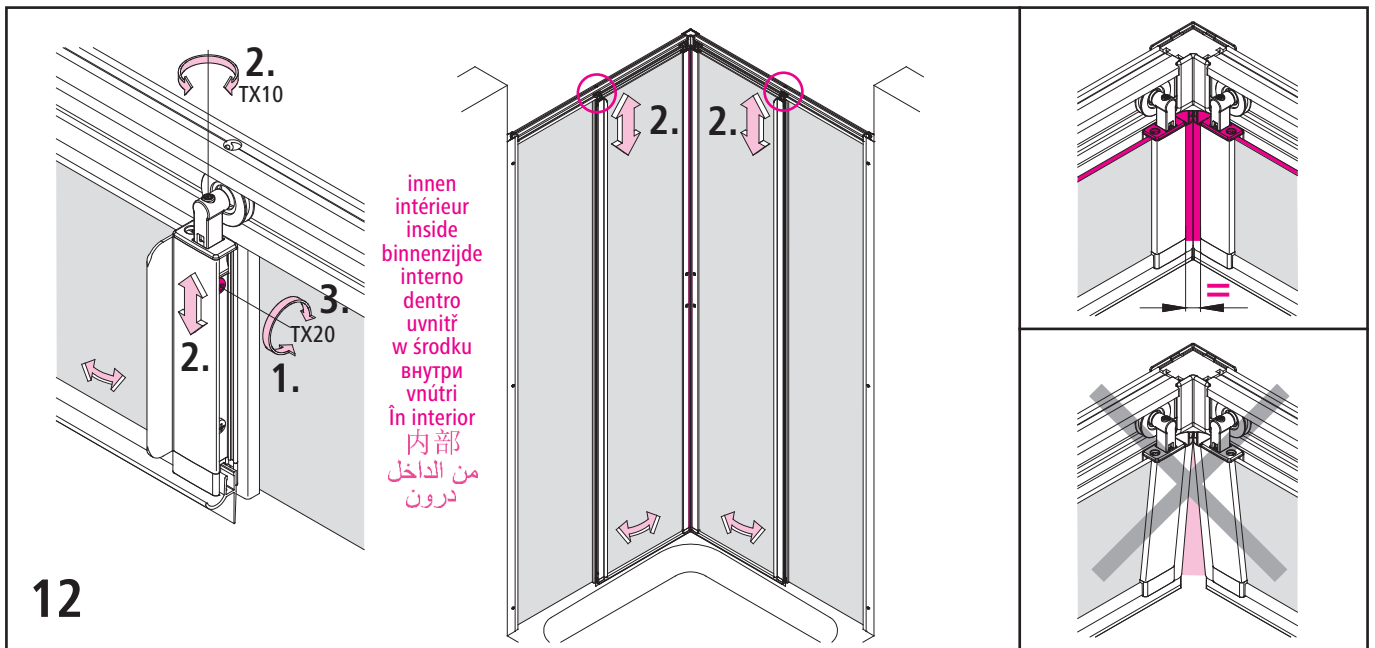 2.
TX10
3.
TX20
2.
1.
2.
2.
innen
intérieur
inside
binnenzijde
interno
dentro
uvnitř
w środku
внутри
vnútri
În interior
内部
من الداخل
درون
=
12